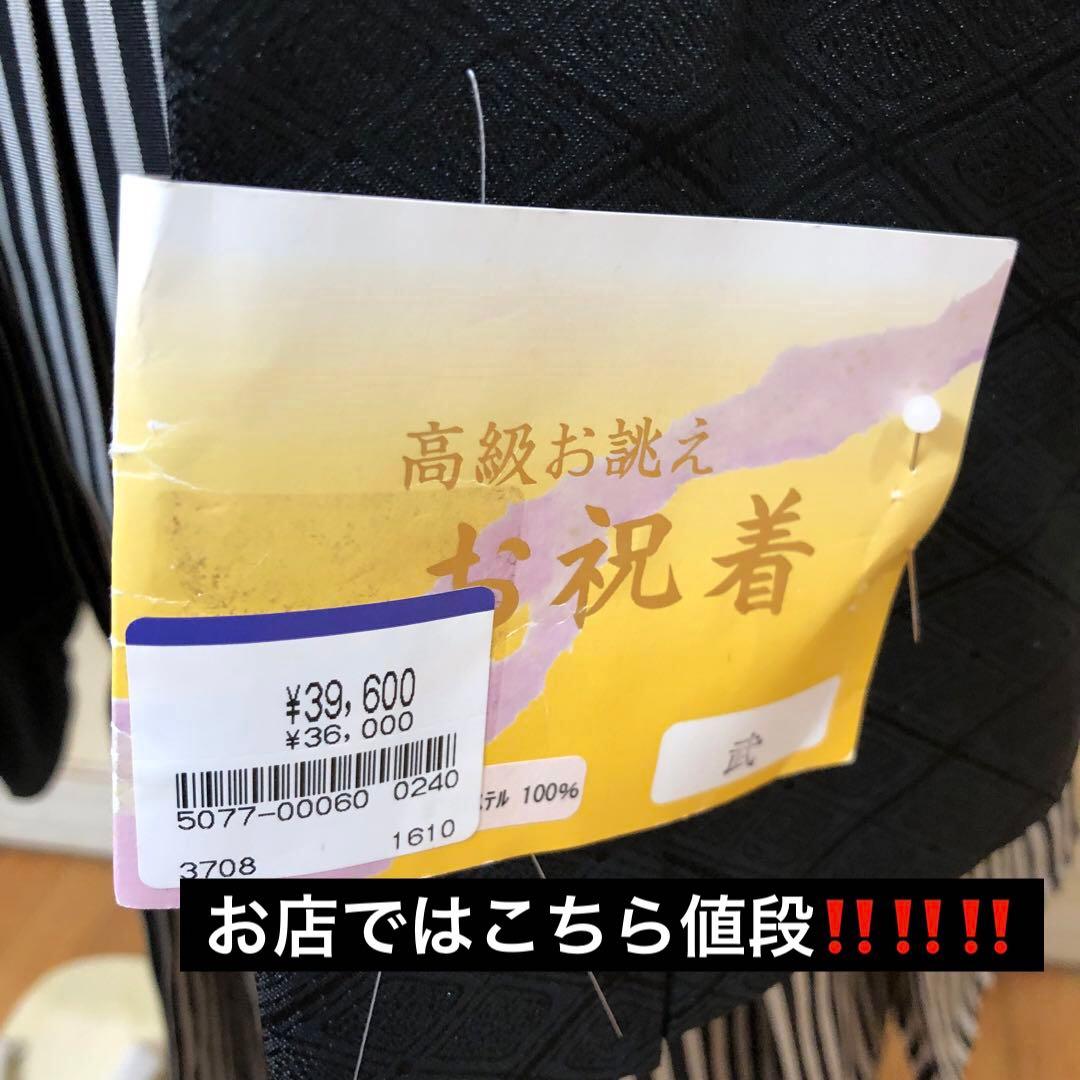 高級お誂え
お祝着
¥39,600
¥36,000
5077-00060 0240
1610
3708
ステル 100%
武
お店ではこちら値段‼️‼️‼️